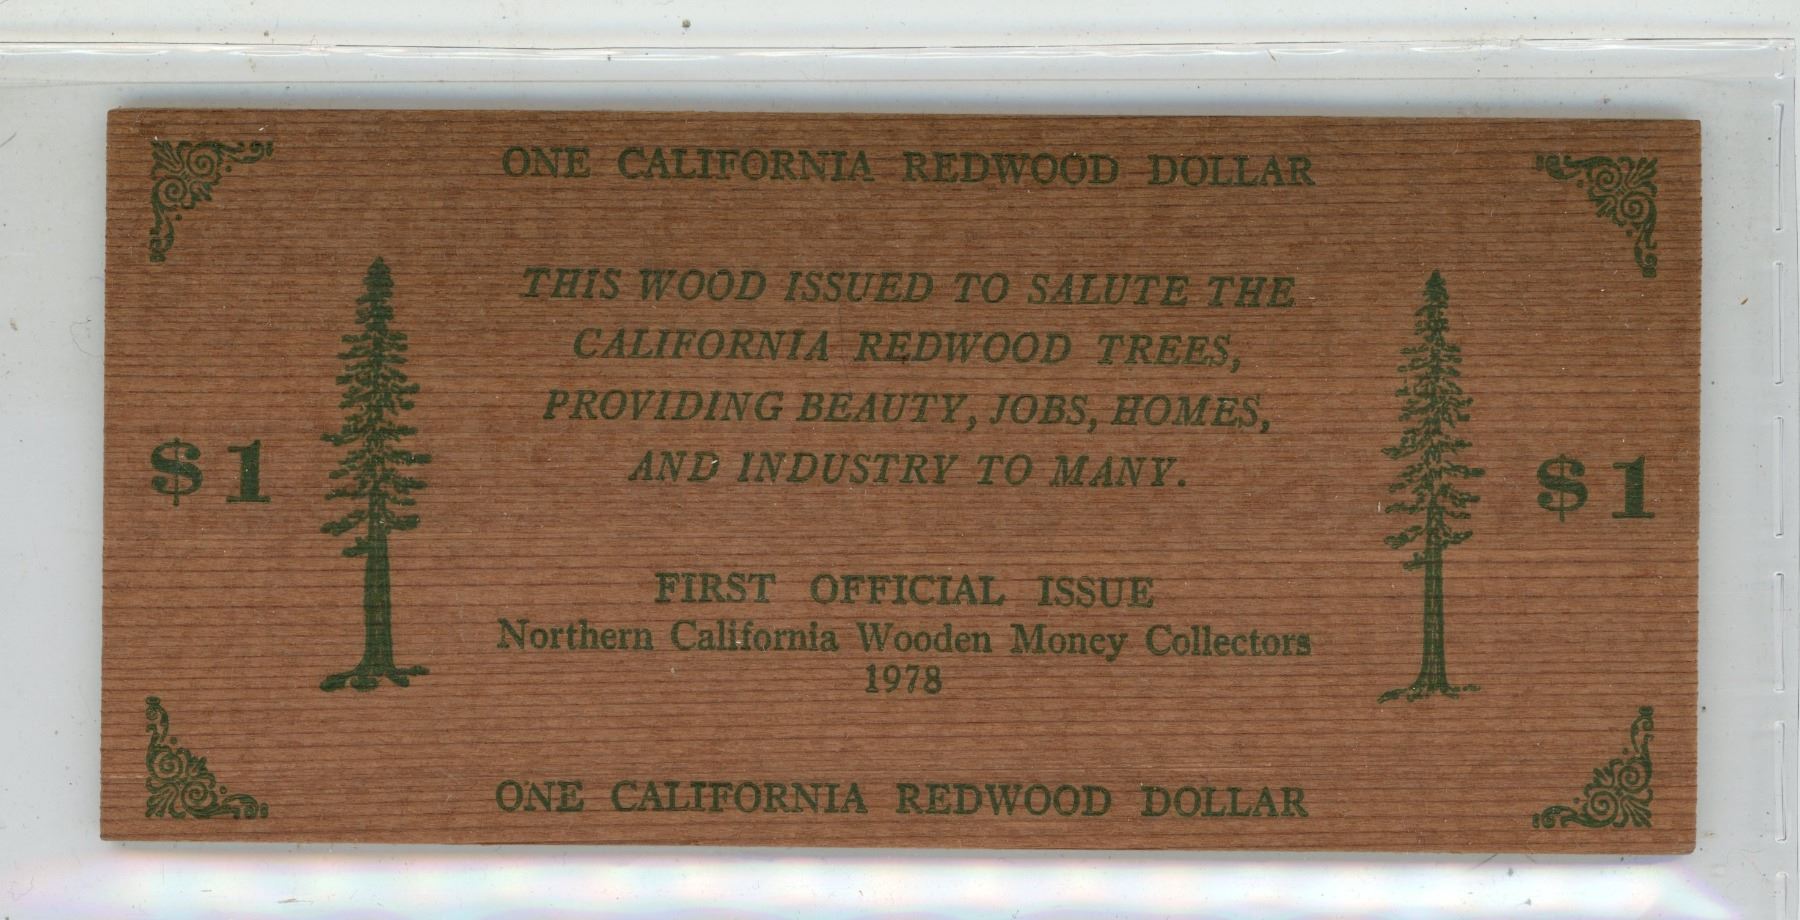 ONE CALIFORNIA REDWOOD DOLLAR
THIS WOOD ISSUED TO SALUTE THE
CALIFORNIA REDWOOD TREES,
PROVIDING BEAUTY, JOBS, HOMES,
AND INDUSTRY TO MANY.
$1
$1
FIRST OFFICIAL ISSUE
Northern California Wooden Money Collectors
1978
ONE CALIFORNIA REDWOOD DOLLAR